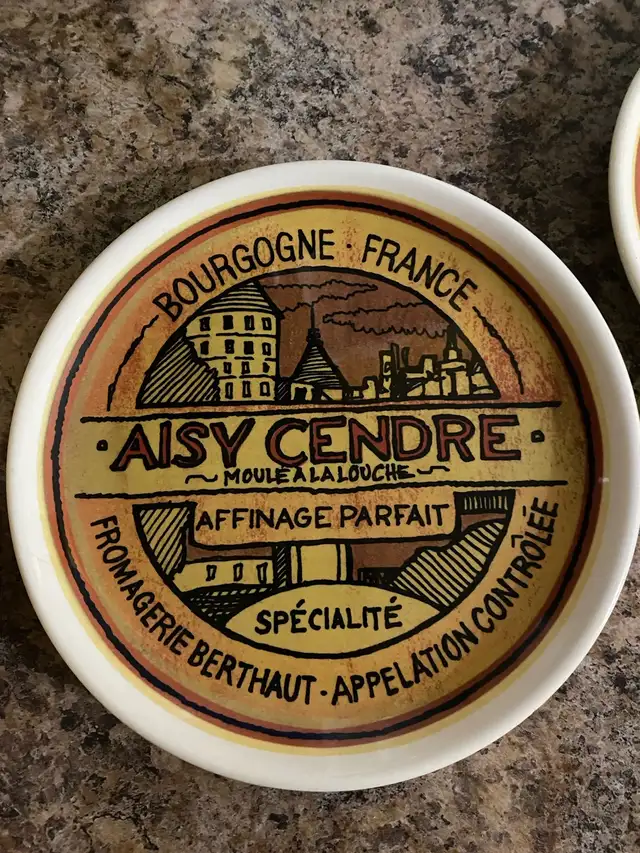 BOURGOGNE · FRANCE
· AISY CENDRE ·
~ MOULE A LA LOUCHE ~
AFFINAGE PARFAIT
SPÉCIALITÉ
FROMAGERIE BERTHAUT · APPELATION CONTRÔLÉE